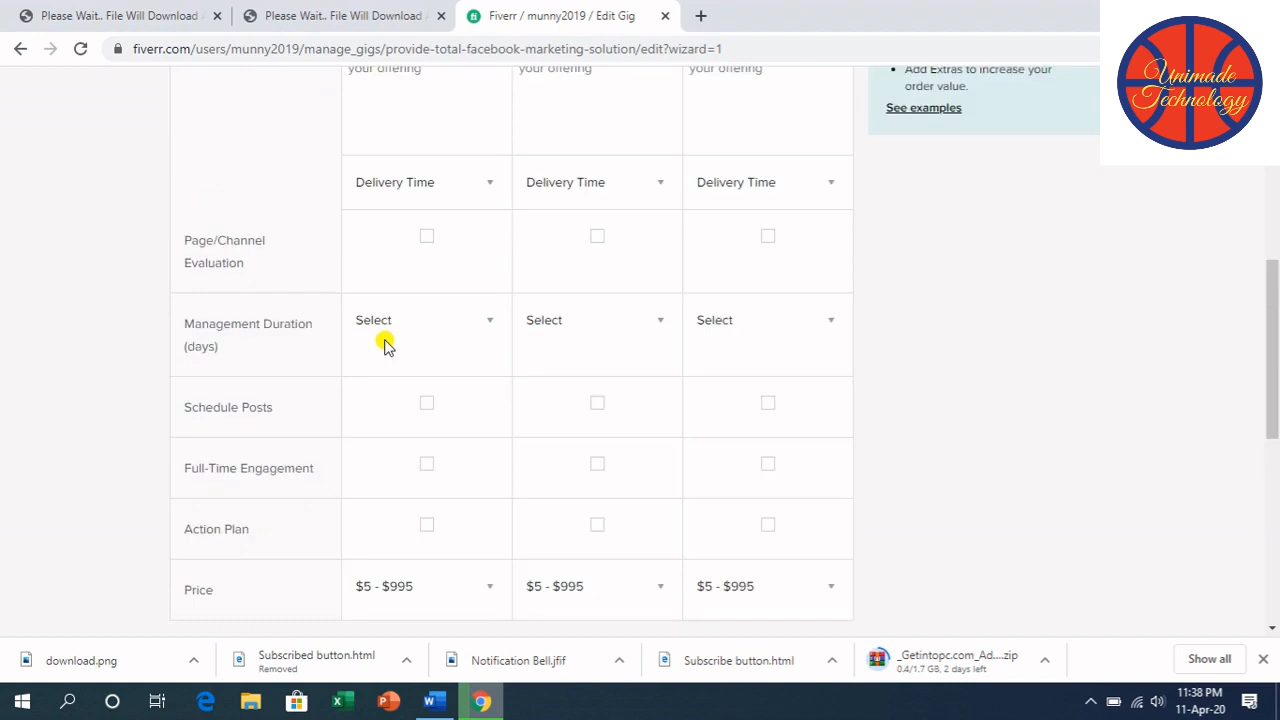 Please Wait.. File Will Download
Please Wait.. File Will Download
Fiverr / munny2019 / Edit Gig
fiverr.com/users/munny2019/manage_gigs/provide-total-facebook-marketing-solution/edit?wizard=1
Unimade
Technology
your offering
your offering
your offering
Add Extras to increase your
order value.
See examples
Delivery Time
Delivery Time
Delivery Time
Page/Channel
Evaluation
Management Duration
(days)
Select
Select
Select
Schedule Posts
Full-Time Engagement
Action Plan
Price
$5 - $995
$5 - $995
$5 - $995
download.png
Subscribed button.html
Removed
Notification Bell.jfif
Subscribe button.html
_Getintopc.com_Ad....zip
0.4/1.7 GB, 2 days left
Show all
11:38 PM
11-Apr-20